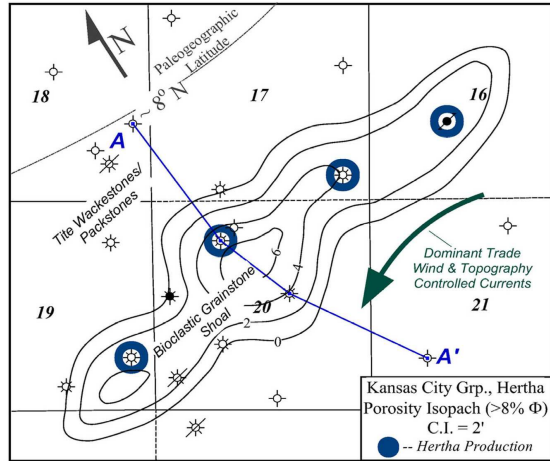 N
Paleogeographic
Latitude
~ 8° N
18
17
16
A
Tite Wackestones/
Packstones
Dominant Trade
Wind & Topography
Controlled Currents
6
4
Bioclastic Grainstone
Shoal
19
20
21
2
0
A'
Kansas City Grp., Hertha
Porosity Isopach (>8% Φ)
C.I. = 2'
-- Hertha Production